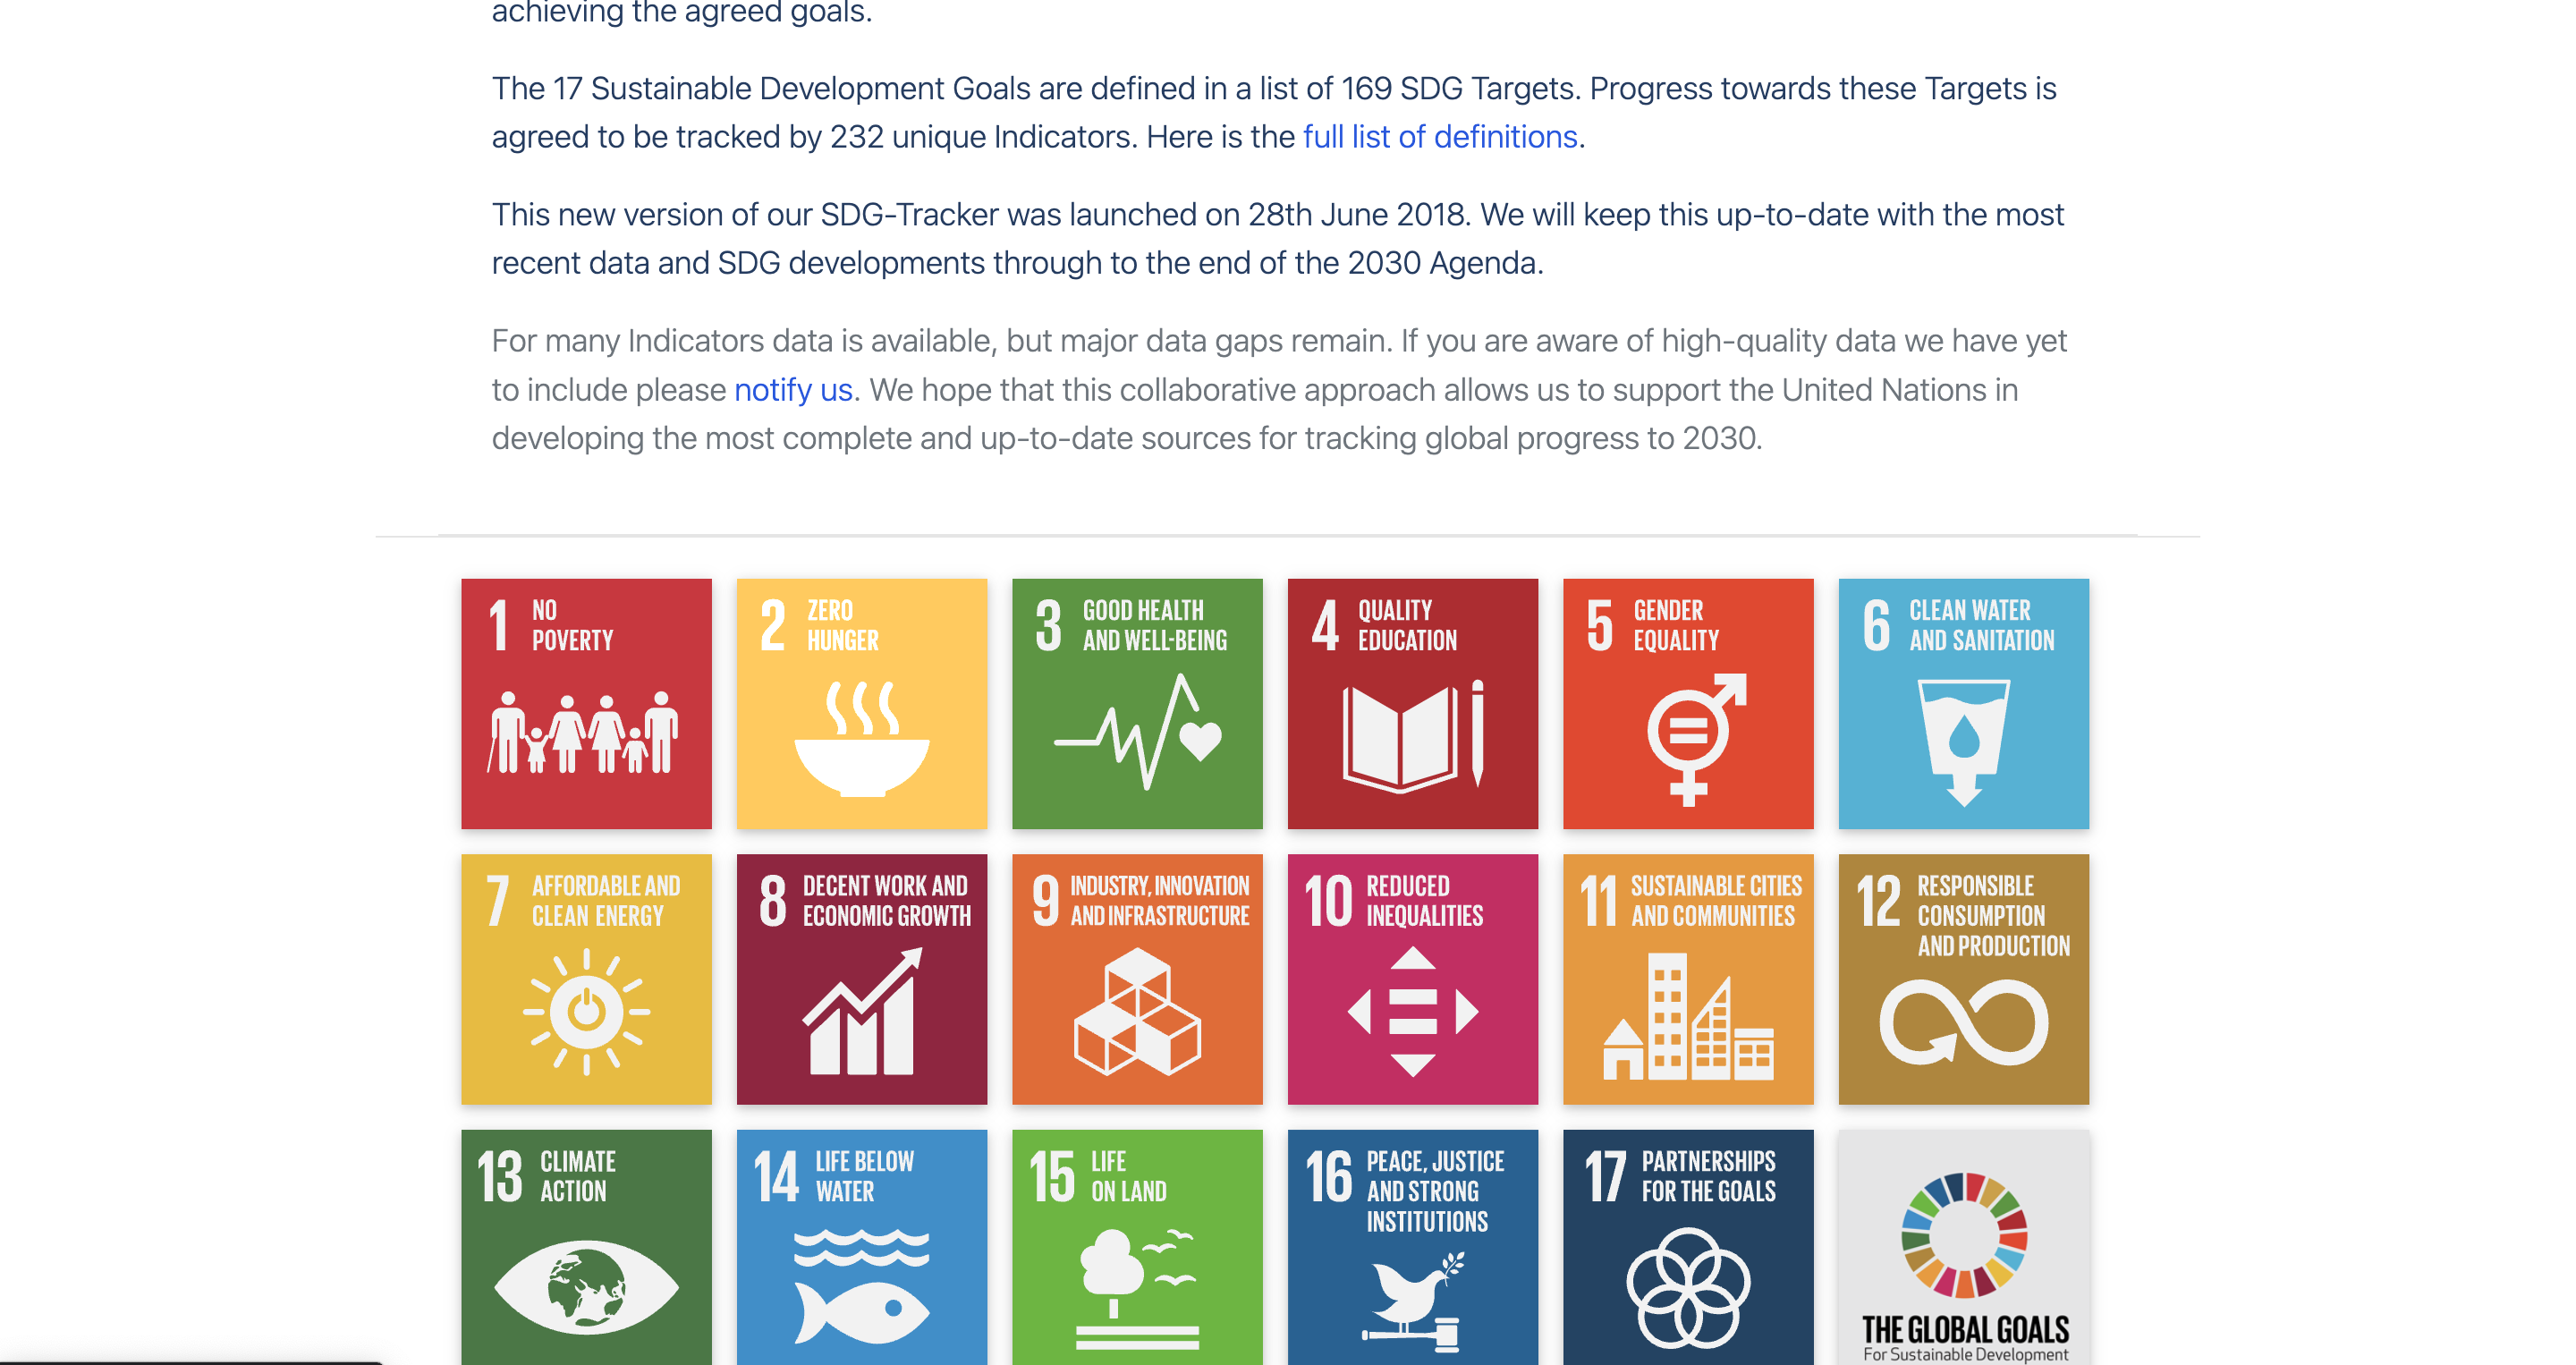 achieving the agreed goals.
The 17 Sustainable Development Goals are defined in a list of 169 SDG Targets. Progress towards these Targets is
agreed to be tracked by 232 unique Indicators. Here is the full list of definitions.
This new version of our SDG-Tracker was launched on 28th June 2018. We will keep this up-to-date with the most
recent data and SDG developments through to the end of the 2030 Agenda.
For many Indicators data is available, but major data gaps remain. If you are aware of high-quality data we have yet
to include please notify us. We hope that this collaborative approach allows us to support the United Nations in
developing the most complete and up-to-date sources for tracking global progress to 2030.
1 NO
POVERTY
2 ZERO
HUNGER
3 GOOD HEALTH
AND WELL-BEING
4 QUALITY
EDUCATION
5 GENDER
EQUALITY
6 CLEAN WATER
AND SANITATION
7 AFFORDABLE AND
CLEAN ENERGY
8 DECENT WORK AND
ECONOMIC GROWTH
9 INDUSTRY, INNOVATION
AND INFRASTRUCTURE
10 REDUCED
INEQUALITIES
11 SUSTAINABLE CITIES
AND COMMUNITIES
12 RESPONSIBLE
CONSUMPTION
AND PRODUCTION
13 CLIMATE
ACTION
14 LIFE BELOW
WATER
15 LIFE
ON LAND
16 PEACE, JUSTICE
AND STRONG
INSTITUTIONS
17 PARTNERSHIPS
FOR THE GOALS
THE GLOBAL GOALS
For Sustainable Development